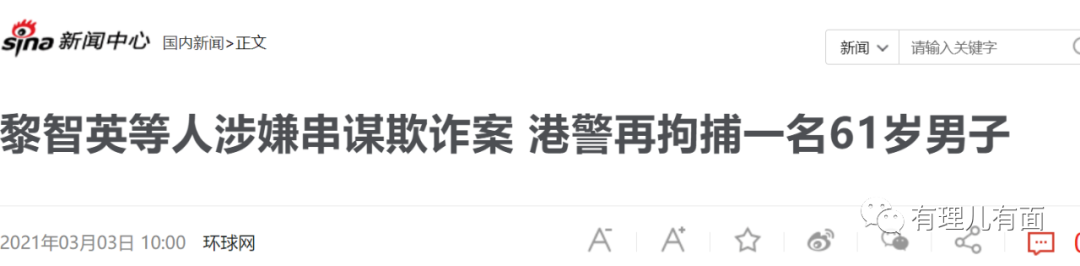 sina 新闻中心 国内新闻>正文 新闻 请输入关键字
黎智英等人涉嫌串谋欺诈案 港警再拘捕一名61岁男子
2021年03月03日 10:00 环球网 A- A+
有理儿有面